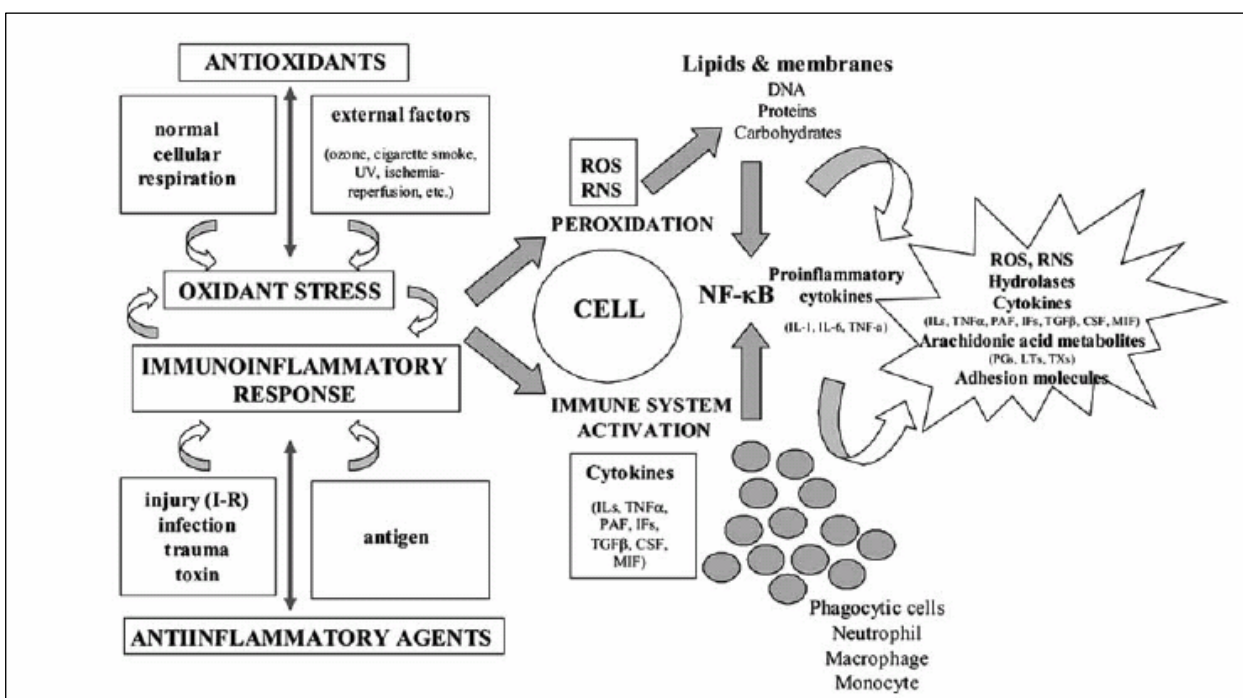 ANTIOXIDANTS
normal
cellular
respiration
external factors
(ozone, cigarette smoke,
UV, ischemia-
reperfusion, etc.)
OXIDANT STRESS
IMMUNOINFLAMMATORY
RESPONSE
injury (I-R)
infection
trauma
toxin
antigen
ANTIINFLAMMATORY AGENTS
ROS
RNS
PEROXIDATION
CELL
IMMUNE SYSTEM
ACTIVATION
Cytokines
(ILs, TNFα,
PAF, IFs,
TGFβ, CSF,
MIF)
Lipids & membranes
DNA
Proteins
Carbohydrates
NF-κB
Proinflammatory
cytokines
(IL-1, IL-6, TNF-a)
Phagocytic cells
Neutrophil
Macrophage
Monocyte
ROS, RNS
Hydrolases
Cytokines
(ILs, TNFα, PAF, IFs, TGFβ, CSF, MIF)
Arachidonic acid metabolites
(PGs, LTs, TXs)
Adhesion molecules